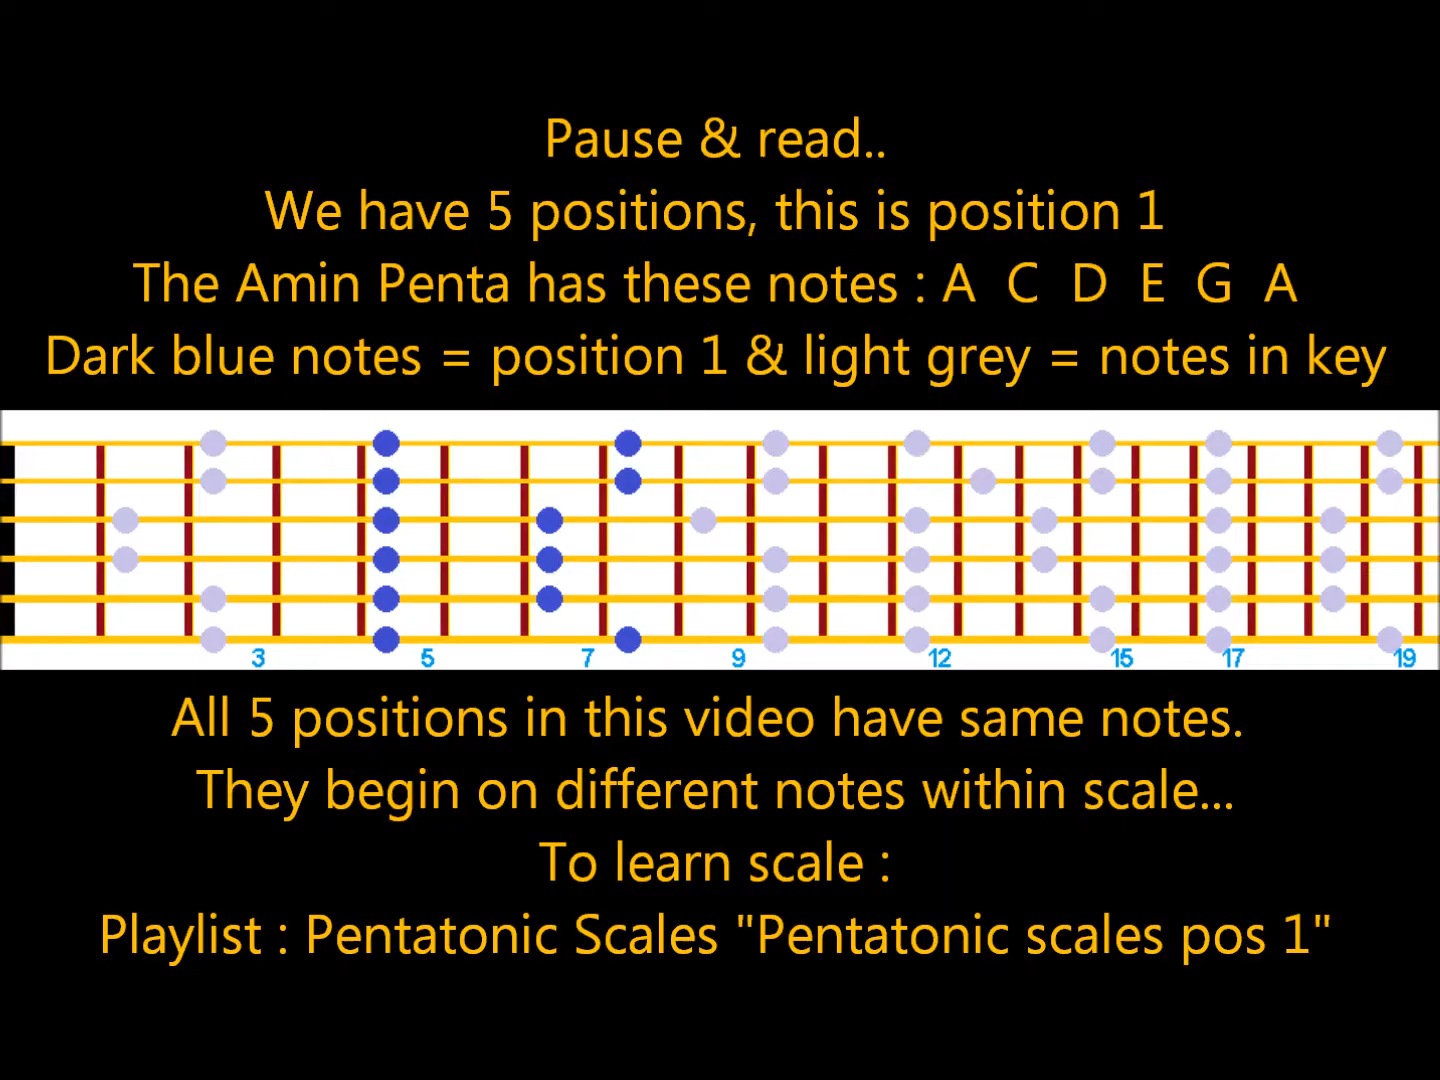 Pause & read..
We have 5 positions, this is position 1
The Amin Penta has these notes : A C D E G A
Dark blue notes = position 1 & light grey = notes in key
3 5 7 9 12 15 17 19
All 5 positions in this video have same notes.
They begin on different notes within scale...
To learn scale :
Playlist : Pentatonic Scales "Pentatonic scales pos 1"